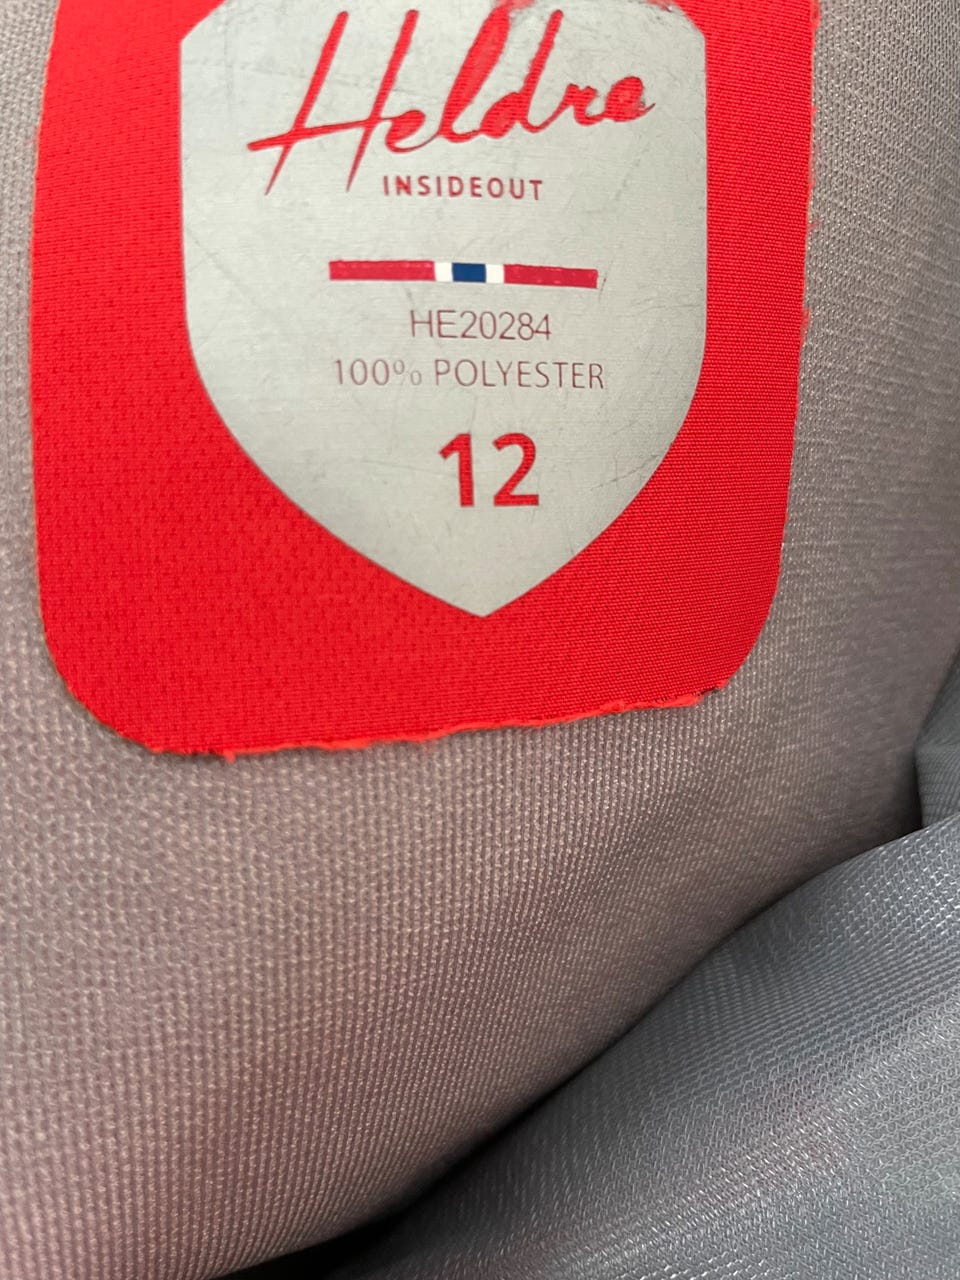 Heldre
INSIDEOUT
HE20284
100% POLYESTER
12